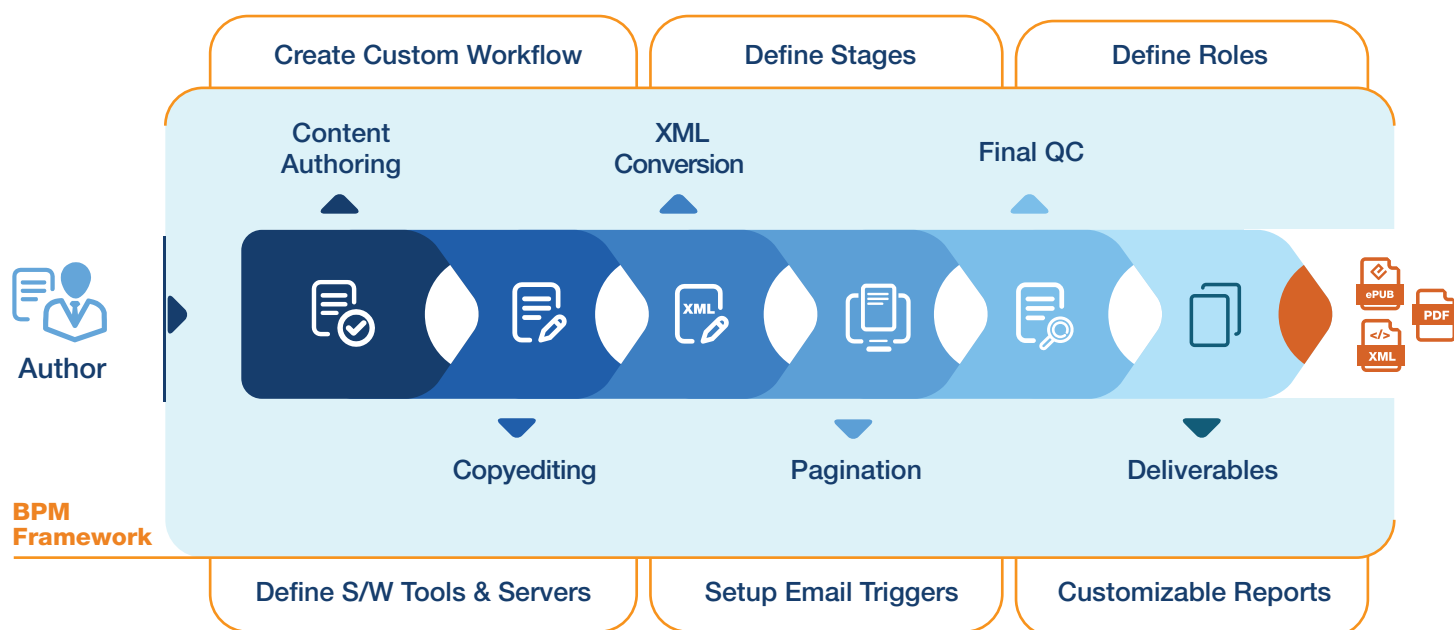 Create Custom Workflow
Define Stages
Define Roles
Content
Authoring
XML
Conversion
Final QC
XML
ePUB
PDF
</>
XML
Author
Copyediting
Pagination
Deliverables
BPM
Framework
Define S/W Tools & Servers
Setup Email Triggers
Customizable Reports